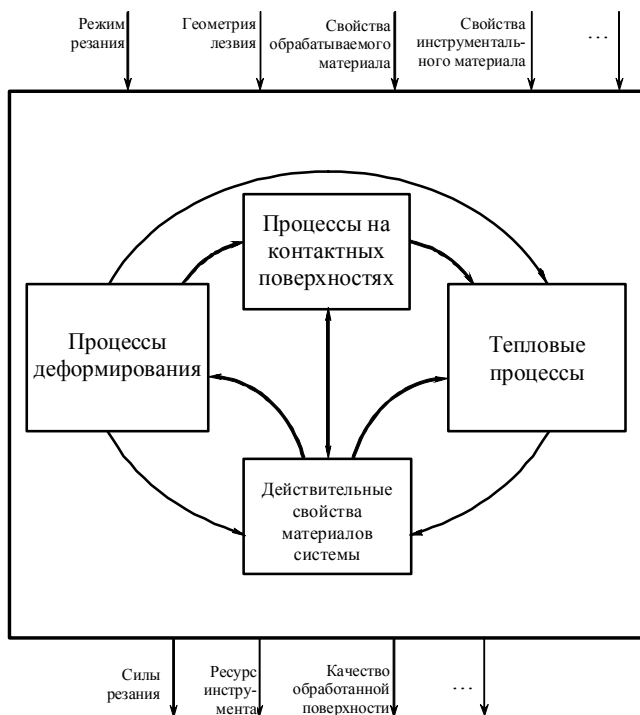 Режим
резания
Геометрия
лезвия
Свойства
обрабатываемого
материала
Свойства
инструменталь-
ного материала
...
Процессы на
контактных
поверхностях
Процессы
деформирования
Тепловые
процессы
Действительные
свойства
материалов
системы
Силы
резания
Ресурс
инстру-
мента
Качество
обработанной
поверхности
...